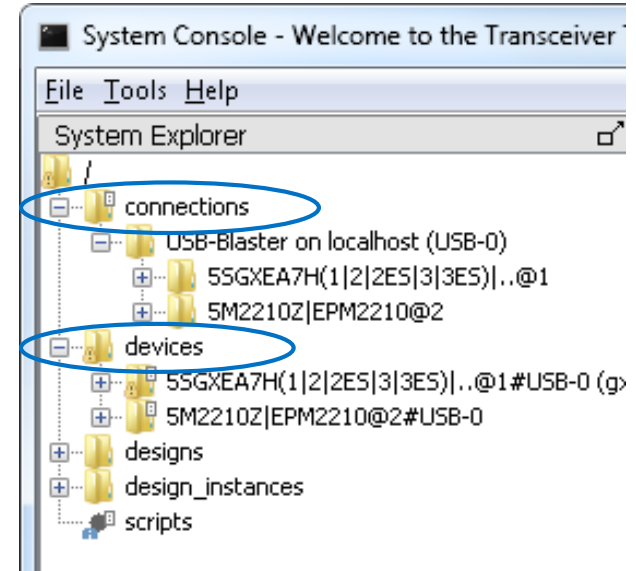 System Console - Welcome to the Transceiver
File Tools Help
System Explorer
/
connections
USB-Blaster on localhost (USB-0)
5SGXEA7H(1|2|2ES|3|3ES)|..@1
5M2210Z|EPM2210@2
devices
5SGXEA7H(1|2|2ES|3|3ES)|..@1#USB-0 (gx
5M2210Z|EPM2210@2#USB-0
designs
design_instances
scripts